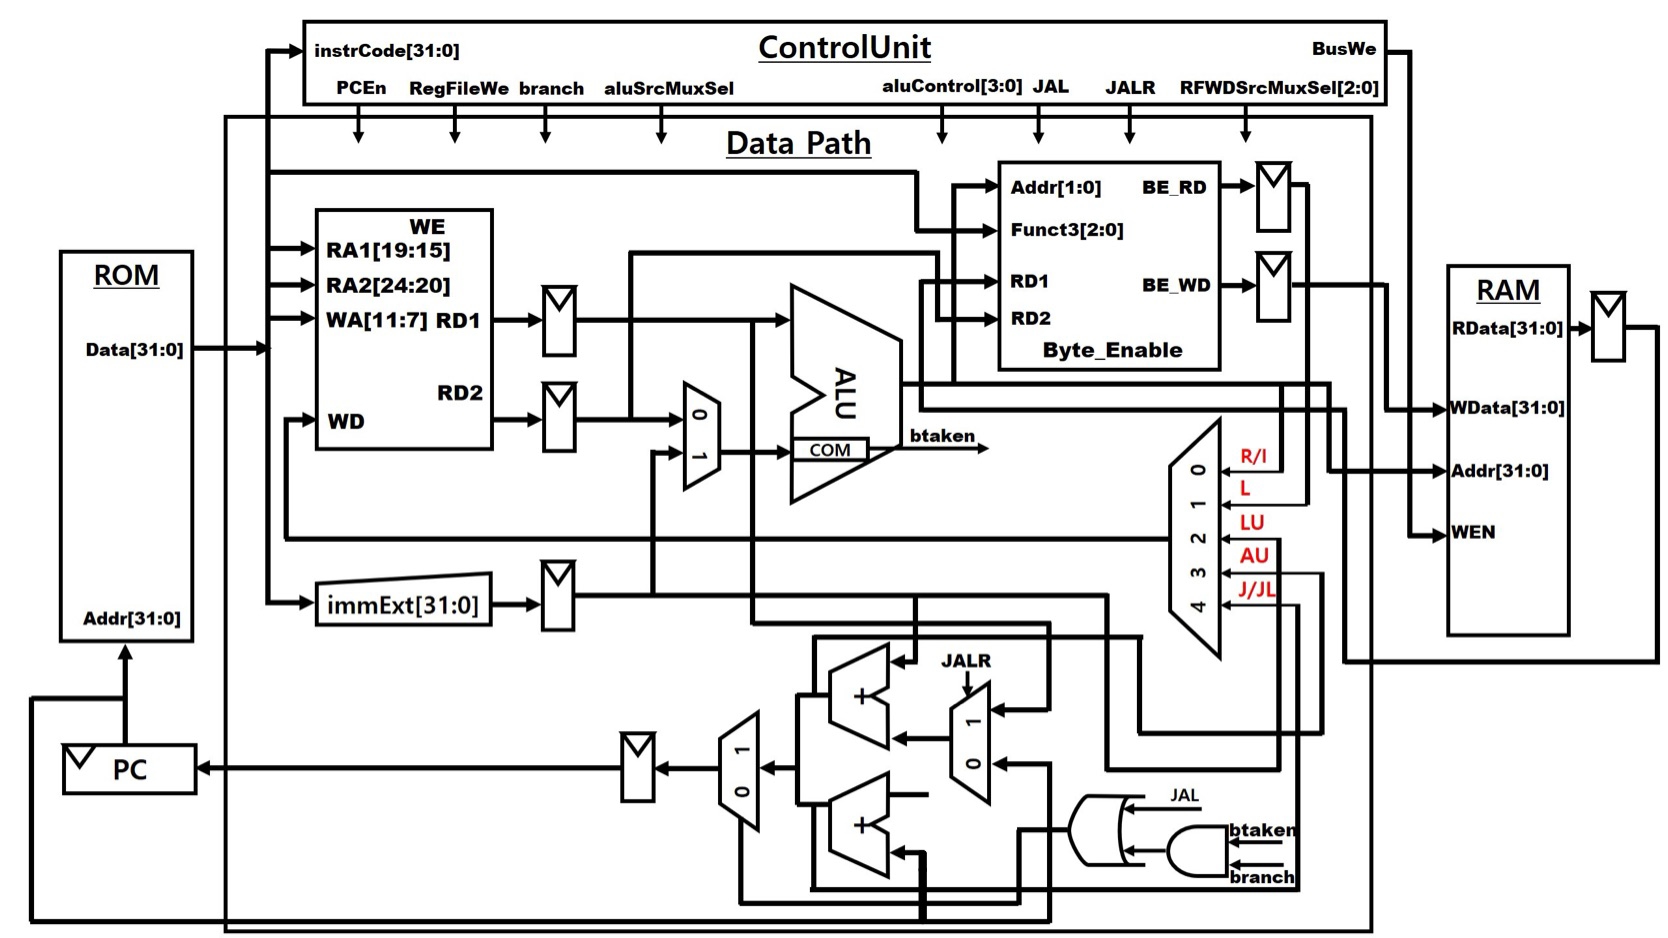 ControlUnit
instrCode[31:0]
BusWe
PCEn RegFileWe branch aluSrcMuxSel aluControl[3:0] JAL JALR RFWDSrcMuxSel[2:0]
Data Path
WE
RA1[19:15]
RA2[24:20]
WA[11:7] RD1
RD2
WD
ROM
Data[31:0]
Addr[31:0]
PC
immExt[31:0]
0
1
ALU
COM
btaken
Addr[1:0] BE_RD
Funct3[2:0]
RD1 BE_WD
RD2
Byte_Enable
RAM
RData[31:0]
WData[31:0]
Addr[31:0]
WEN
0
1
2
3
4
R/I
L
LU
AU
J/JL
JALR
1
0
+
+
1
0
JAL
btaken
branch